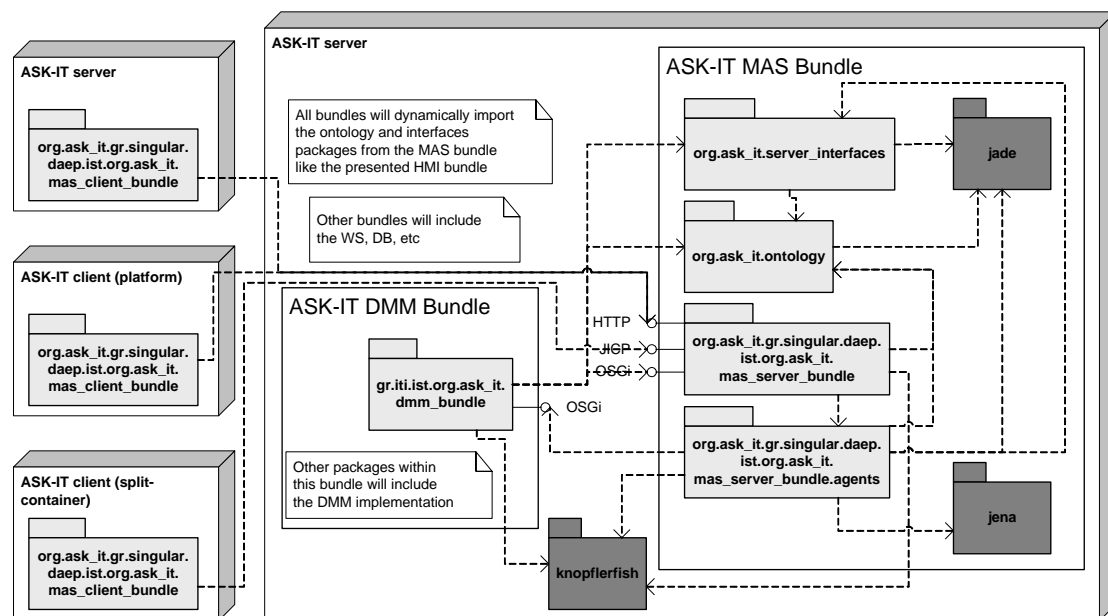 ASK-IT server
org.ask_it.gr.singular.
daep.ist.org.ask_it.
mas_client_bundle
ASK-IT client (platform)
org.ask_it.gr.singular.
daep.ist.org.ask_it.
mas_client_bundle
ASK-IT client (split-
container)
org.ask_it.gr.singular.
daep.ist.org.ask_it.
mas_client_bundle
ASK-IT server
All bundles will dynamically import
the ontology and interfaces
packages from the MAS bundle
like the presented HMI bundle
Other bundles will include
the WS, DB, etc
ASK-IT DMM Bundle
gr.iti.ist.org.ask_it.
dmm_bundle
OSGi
Other packages within
this bundle will include
the DMM implementation
knopflerfish
HTTP
JICP
OSGi
ASK-IT MAS Bundle
org.ask_it.server_interfaces
jade
org.ask_it.ontology
org.ask_it.gr.singular.daep.
ist.org.ask_it.
mas_server_bundle
org.ask_it.gr.singular.daep.
ist.org.ask_it.
mas_server_bundle.agents
jena